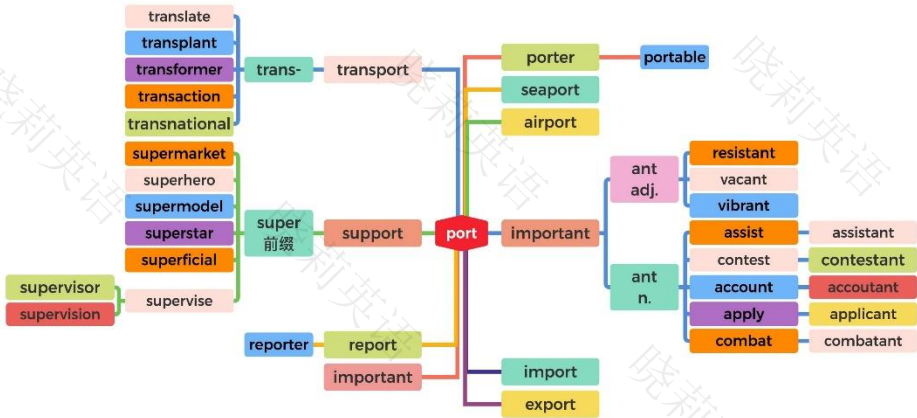 translate
transplant
transformer
transaction
transnational
trans-
transport
supermarket
superhero
supermodel
superstar
superficial
supervise
supervisor
supervision
super
前缀
support
reporter
report
important
port
porter
portable
seaport
airport
important
ant
adj.
resistant
vacant
vibrant
ant
n.
assist
assistant
contest
contestant
account
accoutant
apply
applicant
combat
combatant
import
export
晓莉英语
晓莉英语
晓莉英语
晓莉英语
晓莉英语